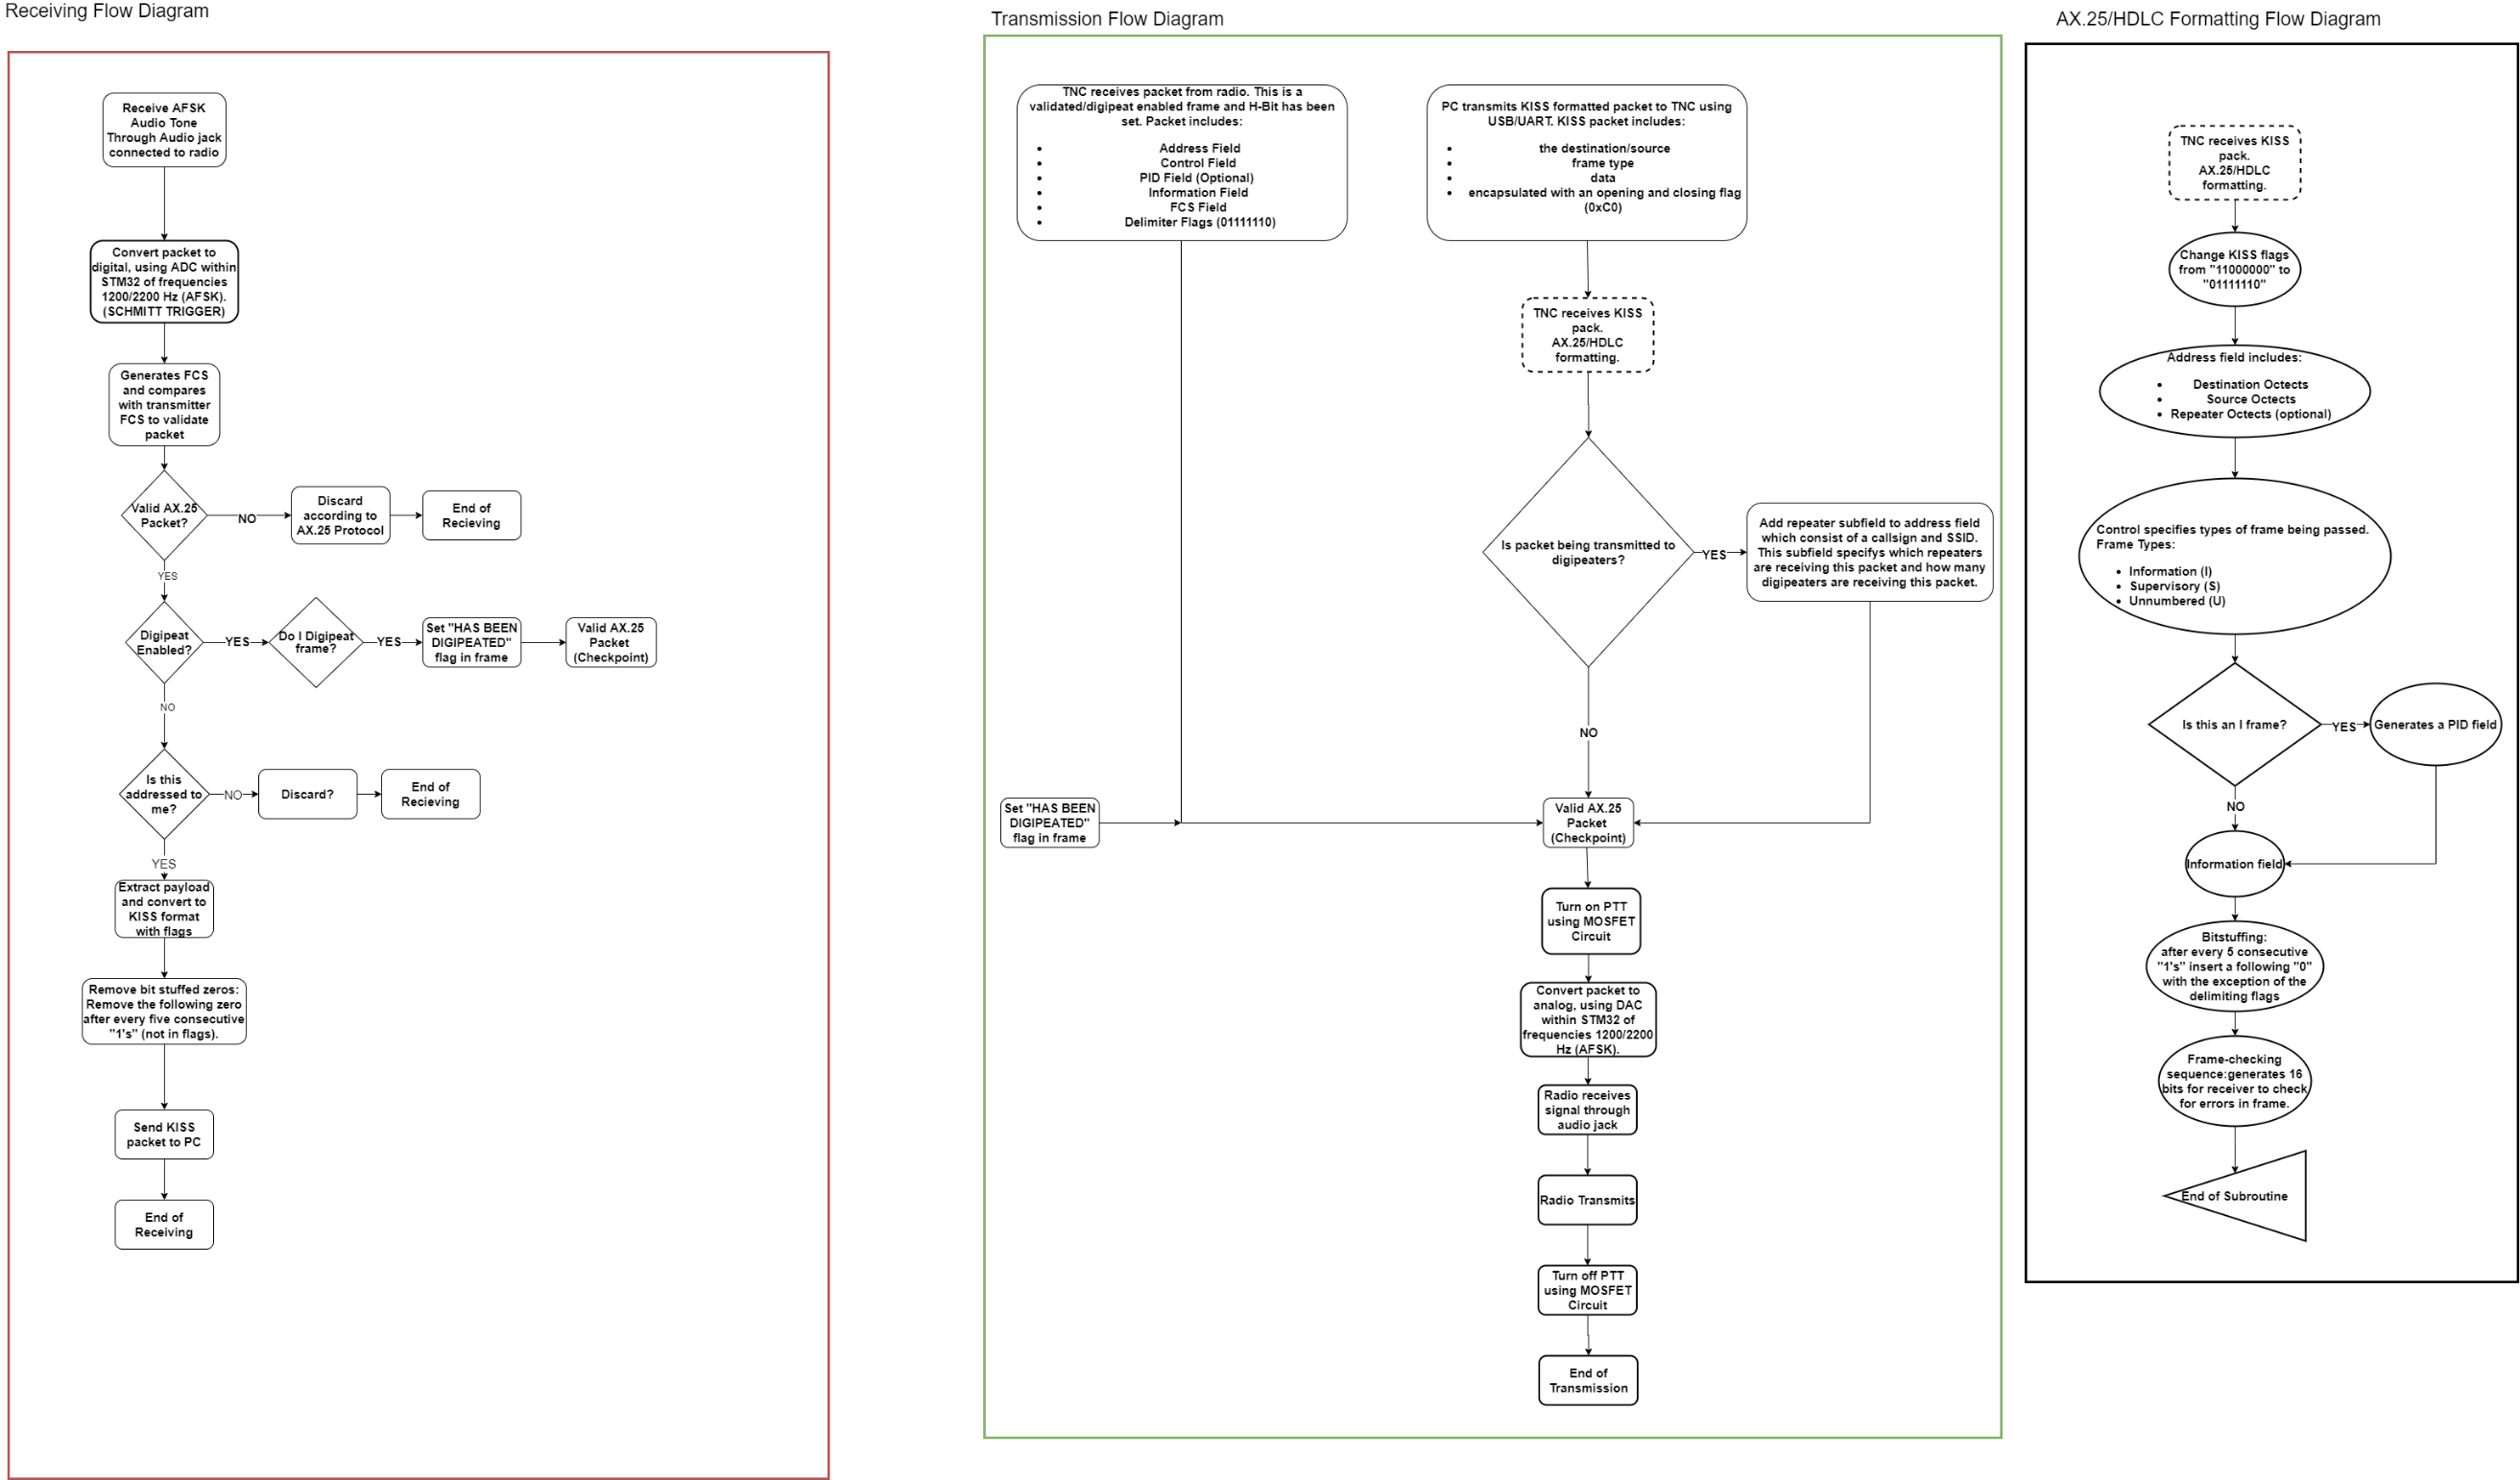 Receiving Flow Diagram
Receive AFSK
Audio Tone
Through Audio jack
connected to radio
Convert packet to
digital, using ADC within
STM32 of frequencies
1200/2200 Hz (AFSK).
(SCHMITT TRIGGER)
Generates FCS
and compares
with transmitter
FCS to validate
packet
Valid AX.25
Packet?
NO
Discard
according to
AX.25 Protocol
End of
Recieving
YES
Digipeat
Enabled?
YES
Do I Digipeat
frame?
YES
Set "HAS BEEN
DIGIPEATED"
flag in frame
Valid AX.25
Packet
(Checkpoint)
NO
Is this
addressed to
me?
NO
Discard?
End of
Recieving
YES
Extract payload
and convert to
KISS format
with flags
Remove bit stuffed zeros:
Remove the following zero
after every five consecutive
"1's" (not in flags).
Send KISS
packet to PC
End of
Receiving
Transmission Flow Diagram
TNC receives packet from radio. This is a
validated/digipeat enabled frame and H-Bit has been
set. Packet includes:
• Address Field
• Control Field
• PID Field (Optional)
• Information Field
• FCS Field
• Delimiter Flags (01111110)
PC transmits KISS formatted packet to TNC using
USB/UART. KISS packet includes:
• the destination/source
• frame type
• data
• encapsulated with an opening and closing flag
(0xC0)
TNC receives KISS
pack.
AX.25/HDLC
formatting.
Is packet being transmitted to
digipeaters?
YES
Add repeater subfield to address field
which consist of a callsign and SSID.
This subfield specifys which repeaters
are receiving this packet and how many
digipeaters are receiving this packet.
NO
Set "HAS BEEN
DIGIPEATED"
flag in frame
Valid AX.25
Packet
(Checkpoint)
Turn on PTT
using MOSFET
Circuit
Convert packet to
analog, using DAC
within STM32 of
frequencies 1200/2200
Hz (AFSK).
Radio receives
signal through
audio jack
Radio Transmits
Turn off PTT
using MOSFET
Circuit
End of
Transmission
AX.25/HDLC Formatting Flow Diagram
TNC receives KISS
pack.
AX.25/HDLC
formatting.
Change KISS flags
from "11000000" to
"01111110"
Address field includes:
• Destination Octects
• Source Octects
• Repeater Octects (optional)
Control specifies types of frame being passed.
Frame Types:
• Information (I)
• Supervisory (S)
• Unnumbered (U)
Is this an I frame?
YES
Generates a PID field
NO
Information field
Bitstuffing:
after every 5 consecutive
"1's" insert a following "0"
with the exception of the
delimiting flags
Frame-checking
sequence:generates 16
bits for receiver to check
for errors in frame.
End of Subroutine